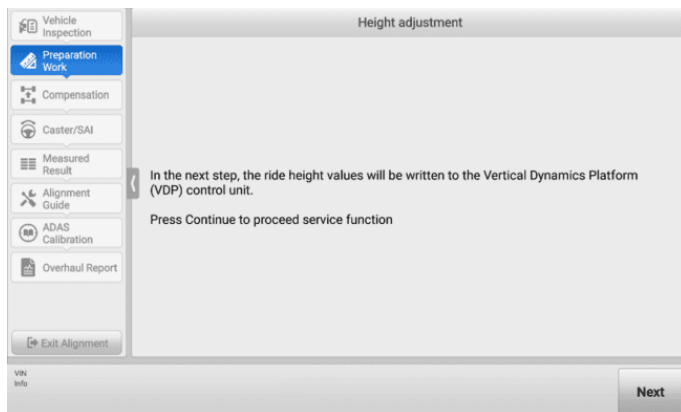 Vehicle
Inspection
Height adjustment
Preparation
Work
Compensation
Caster/SAI
Measured
Result
In the next step, the ride height values will be written to the Vertical Dynamics Platform
(VDP) control unit.
Alignment
Guide
Press Continue to proceed service function
ADAS
Calibration
Overhaul Report
Exit Alignment
VIN
Info
Next